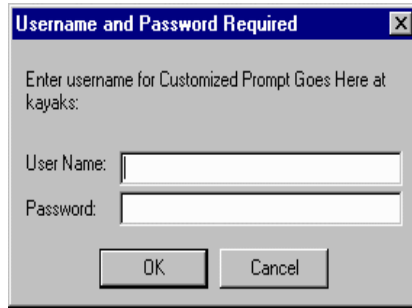 Username and Password Required
Enter username for Customized Prompt Goes Here at
kayaks:
User Name:
Password:
OK Cancel